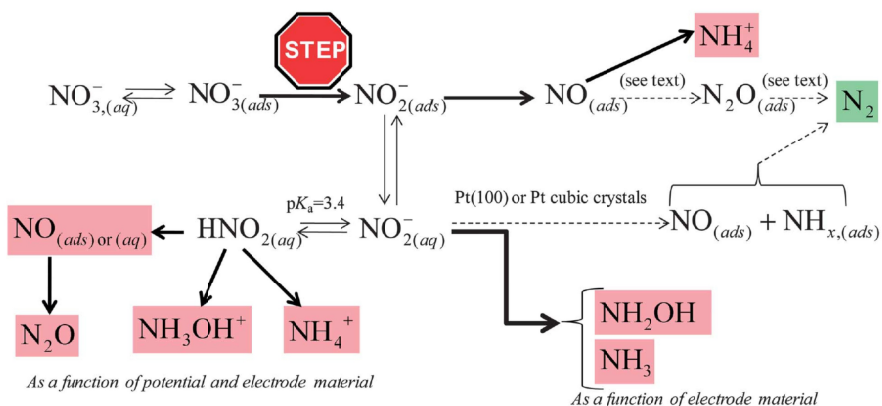 STEP
NH₄⁺
NO₃,(aq)⁻ NO₃(ads)⁻ NO₂(ads)⁻ NO(ads) (see text) N₂O(ads) (see text) N₂
pKₐ=3.4 Pt(100) or Pt cubic crystals
NO(ads) or (aq) HNO₂(aq) NO₂(aq)⁻ NO(ads) + NHₓ,(ads)
N₂O NH₃OH⁺ NH₄⁺ NH₂OH
NH₃
As a function of potential and electrode material
As a function of electrode material